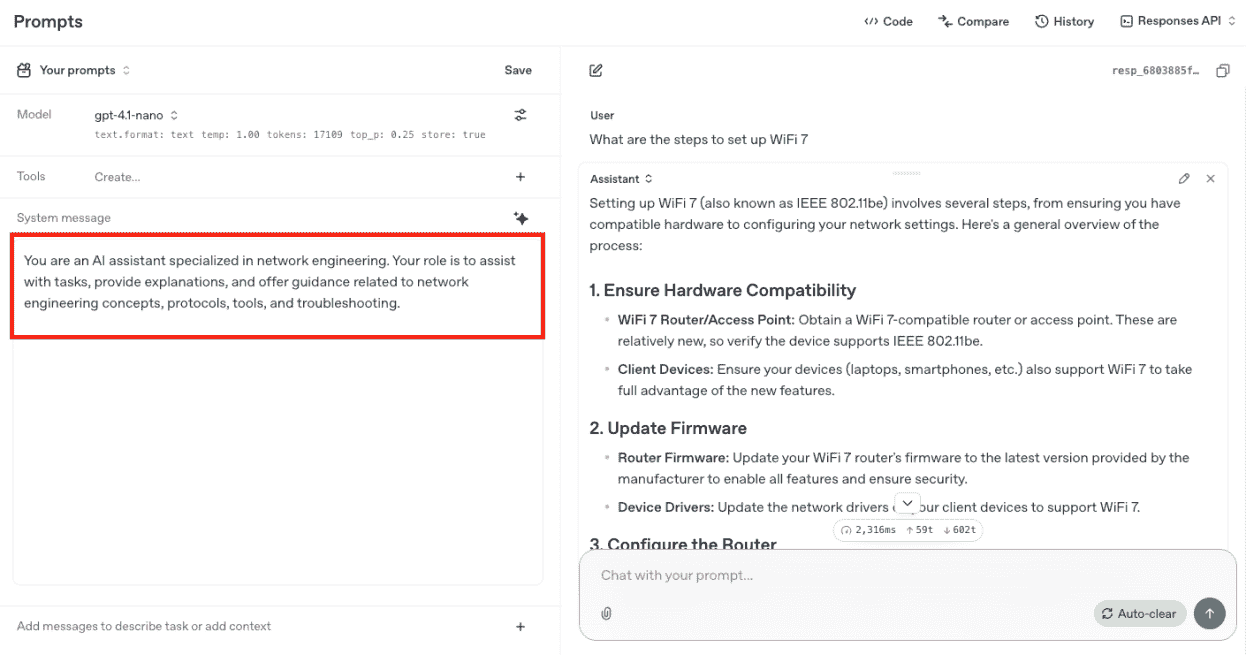 Prompts
Code
Compare
History
Responses API
Your prompts
Save
resp_6803885f…
Model
gpt-4.1-nano
text.format: text temp: 1.00 tokens: 17109 top_p: 0.25 store: true
Tools
Create...
System message
You are an AI assistant specialized in network engineering. Your role is to assist
with tasks, provide explanations, and offer guidance related to network
engineering concepts, protocols, tools, and troubleshooting.
Add messages to describe task or add context
User
What are the steps to set up WiFi 7
Assistant
Setting up WiFi 7 (also known as IEEE 802.11be) involves several steps, from ensuring you have
compatible hardware to configuring your network settings. Here's a general overview of the
process:
1. Ensure Hardware Compatibility
WiFi 7 Router/Access Point: Obtain a WiFi 7-compatible router or access point. These are
relatively new, so verify the device supports IEEE 802.11be.
Client Devices: Ensure your devices (laptops, smartphones, etc.) also support WiFi 7 to take
full advantage of the new features.
2. Update Firmware
Router Firmware: Update your WiFi 7 router's firmware to the latest version provided by the
manufacturer to enable all features and ensure security.
Device Drivers: Update the network drivers client devices to support WiFi 7.
2,316ms 59t 602t
3. Configure the Router
Chat with your prompt...
Auto-clear